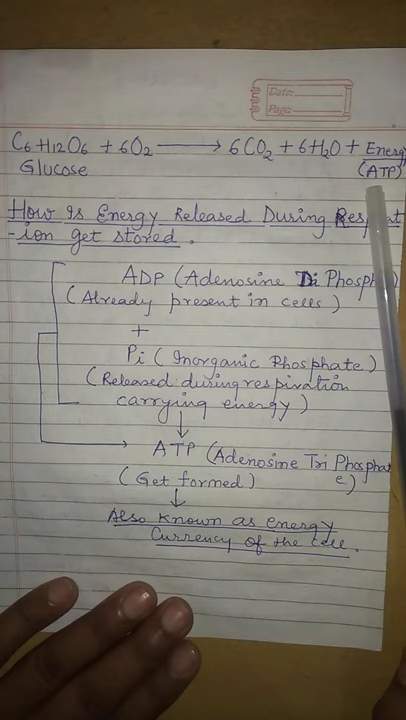 Date:
Page:
C6H12O6 + 6O2 → 6CO2 + 6H2O + Energy
Glucose (ATP)
How is Energy Released During Respirat
-ion get stored.
ADP (Adenosine Di Phosph
(Already present in cells)
+
Pi (Inorganic Phosphate)
(Released during respiration
carrying energy)
↓
ATP (Adenosine Tri Phosphat
(Get formed) e)
↓
Also known as energy
Currency of the cell.